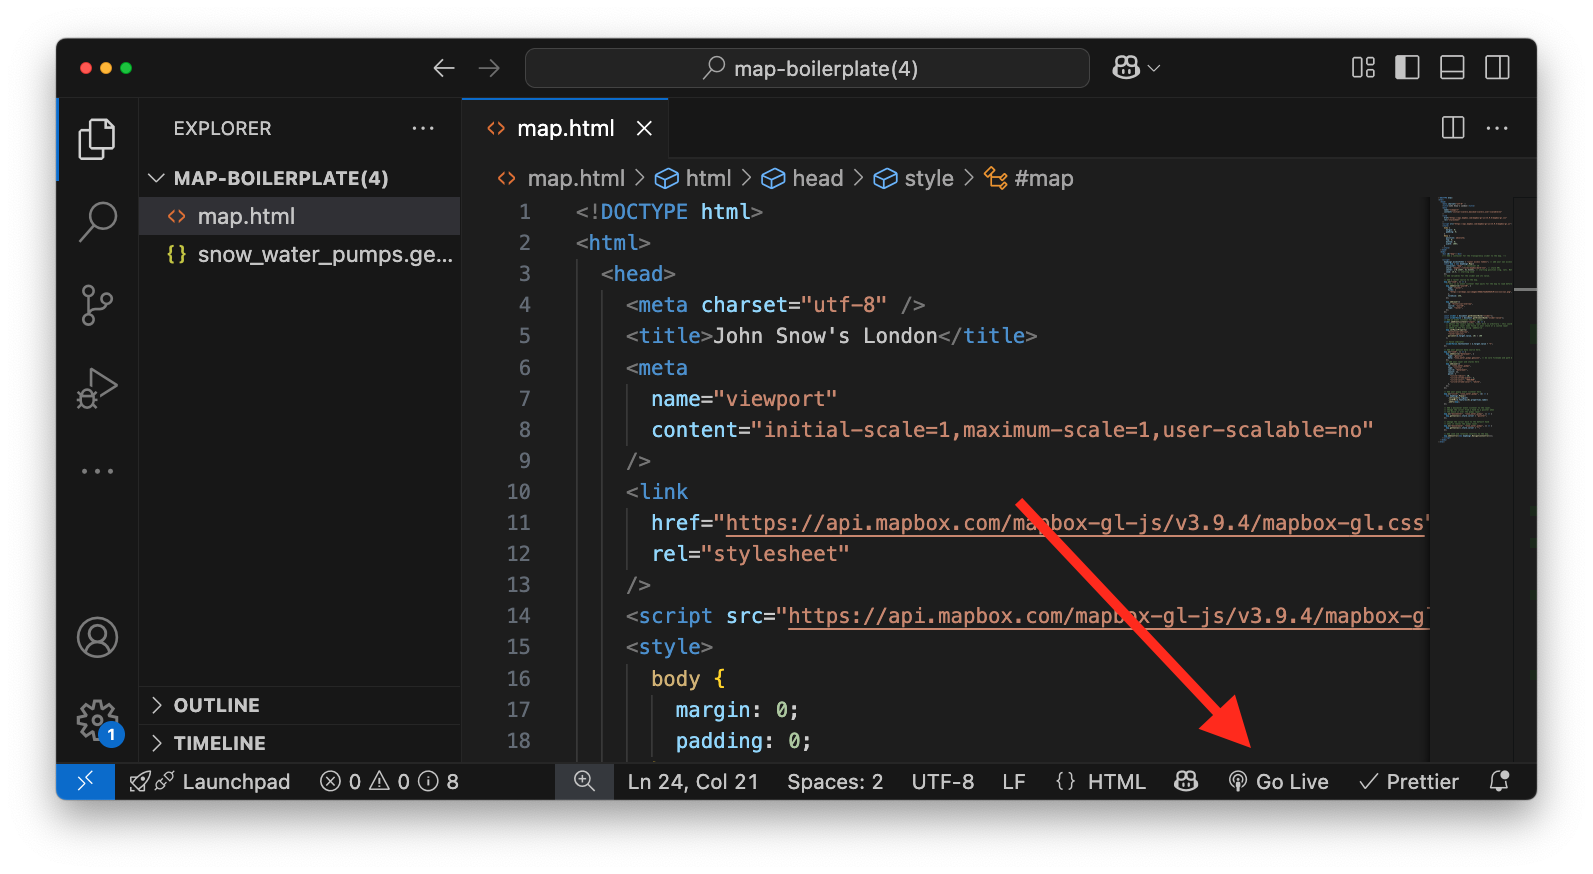 map-boilerplate(4)
EXPLORER
MAP-BOILERPLATE(4)
map.html
snow_water_pumps.ge...
OUTLINE
TIMELINE
1
map.html
map.html > html > head > style > #map
1 <!DOCTYPE html>
2 <html>
3 <head>
4 <meta charset="utf-8" />
5 <title>John Snow's London</title>
6 <meta
7 name="viewport"
8 content="initial-scale=1,maximum-scale=1,user-scalable=no"
9 />
10 <link
11 href="https://api.mapbox.com/mapbox-gl-js/v3.9.4/mapbox-gl.css"
12 rel="stylesheet"
13 />
14 <script src="https://api.mapbox.com/mapbox-gl-js/v3.9.4/mapbox-g
15 <style>
16 body {
17 margin: 0;
18 padding: 0;
Launchpad 0 0 8 Ln 24, Col 21 Spaces: 2 UTF-8 LF {} HTML Go Live Prettier